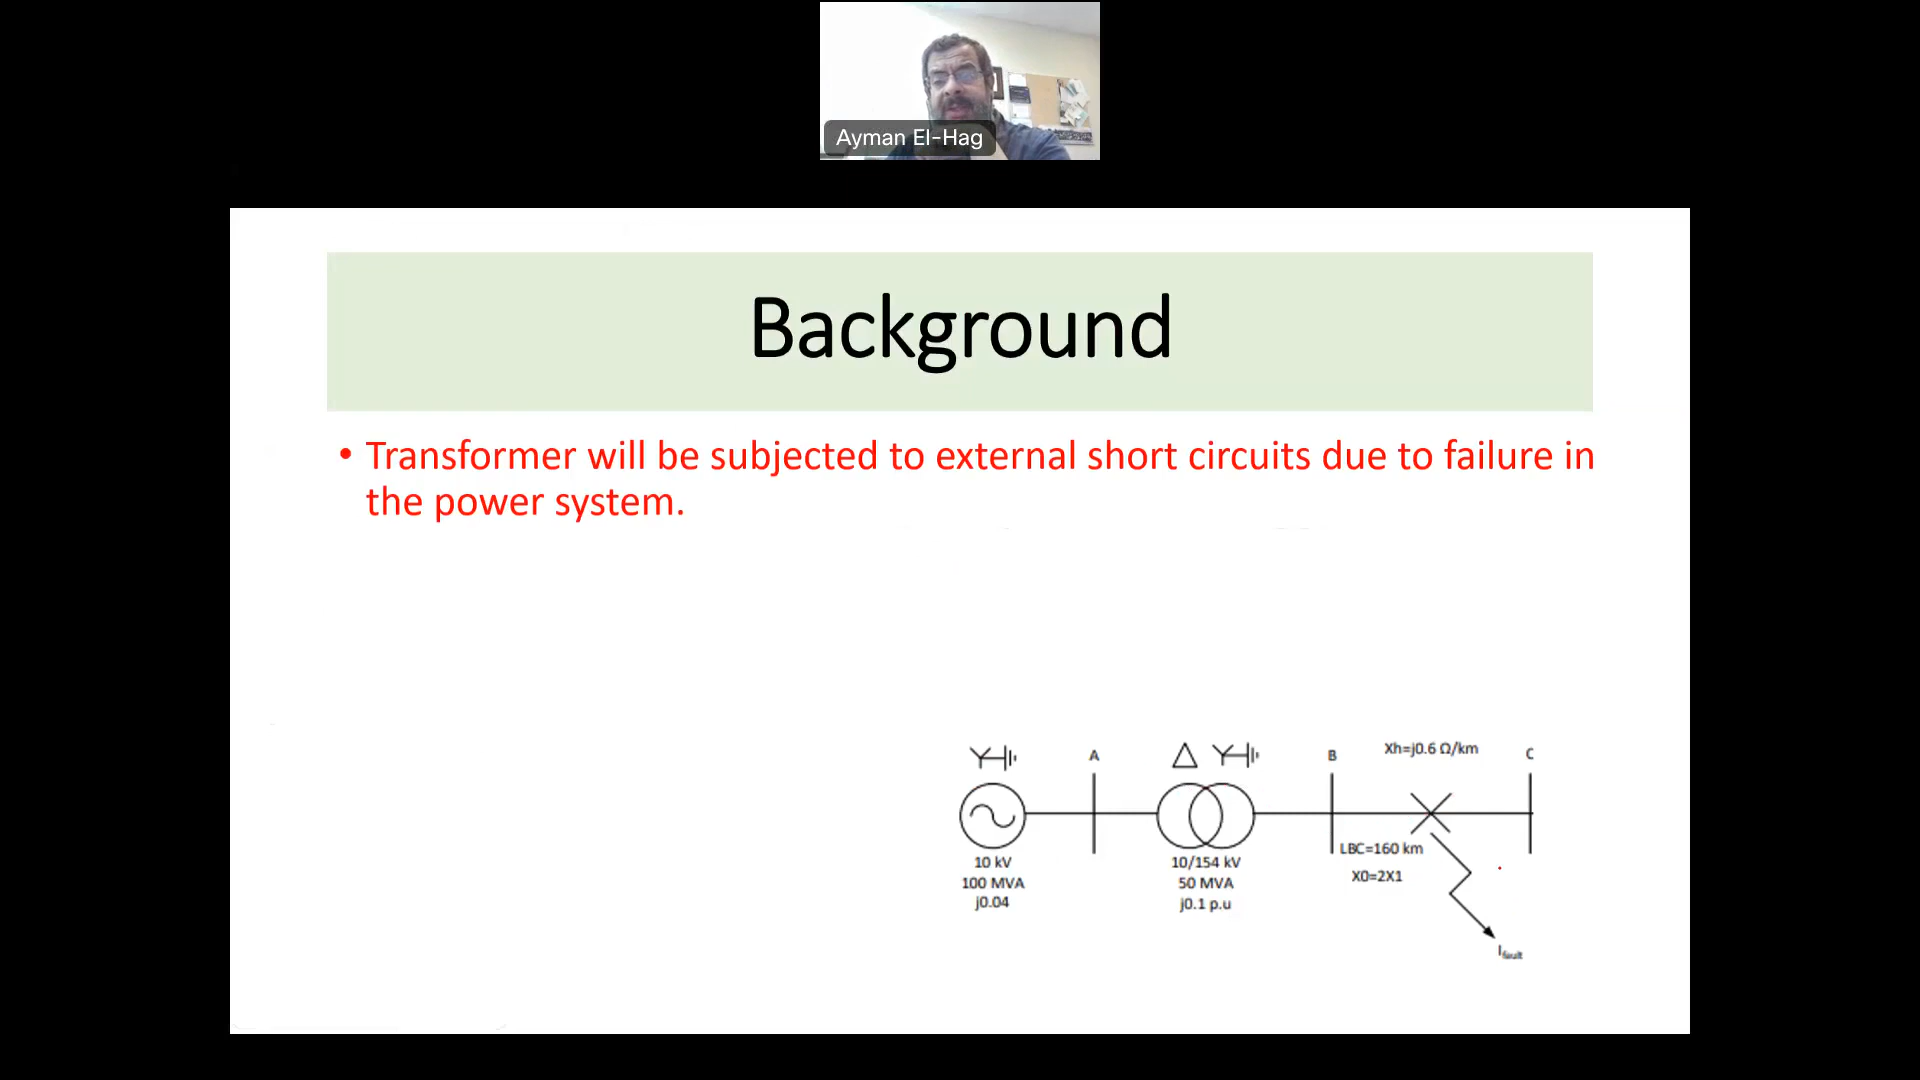 Ayman El-Hag
Background
• Transformer will be subjected to external short circuits due to failure in
the power system.
A
B
Xh=j0.6 Ω/km
C
10 kV
100 MVA
j0.04
10/154 kV
50 MVA
j0.1 p.u
LBC=160 km
X0=2X1
Ifault